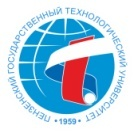 ПЕНЗЕНСКИЙ ГОСУДАРСТВЕННЫЙ ТЕХНОЛОГИЧЕСКИЙ УНИВЕРСИТЕТ
• 1959 •